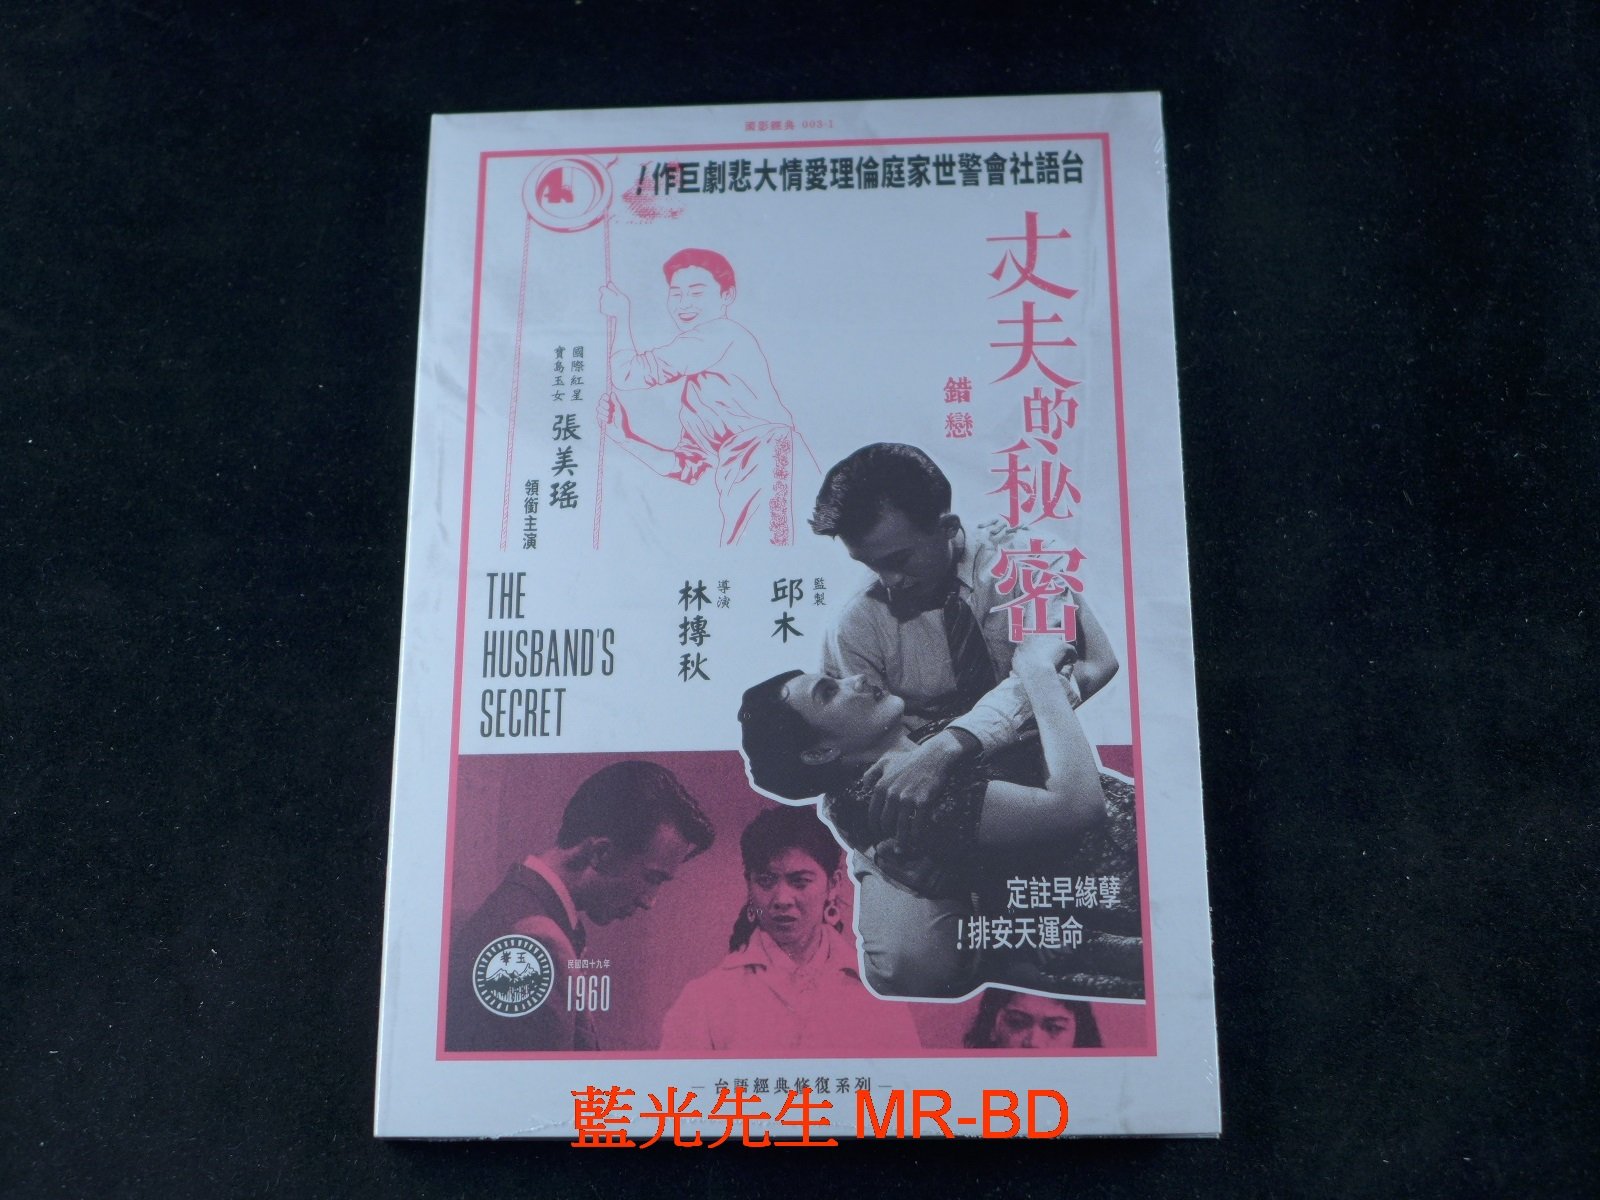 國影經典 003-1
台語社會警世家庭倫理愛情大悲劇巨作!
丈夫的秘密
錯戀
國際紅星
寶島玉女
張美瑤
領銜主演
監製
邱木
導演
林摶秋
THE
HUSBAND'S
SECRET
孽緣早註定
命運天安排!
玉峯
民國四十九年
1960
— 台語經典修復系列 —
藍光先生 MR-BD